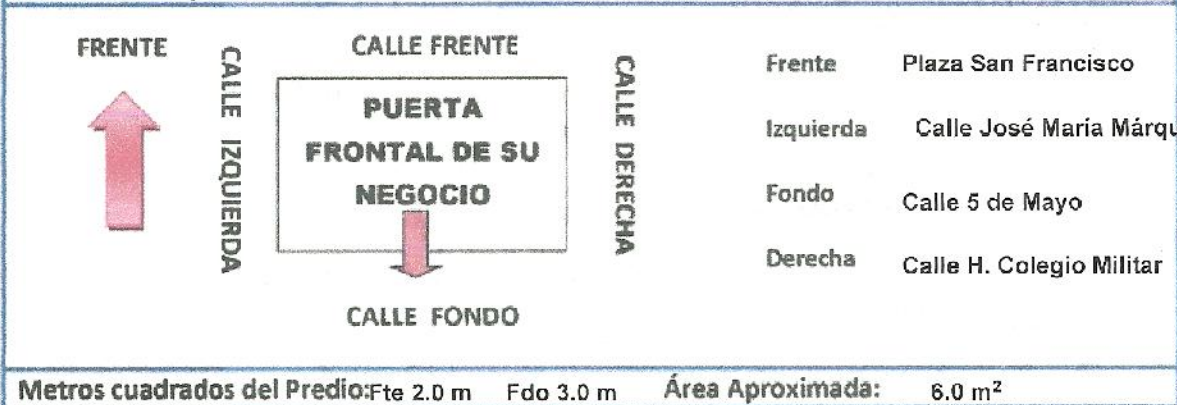 FRENTE
CALLE IZQUIERDA
CALLE FRENTE
PUERTA
FRONTAL DE SU
NEGOCIO
CALLE FONDO
CALLE DERECHA
Frente Plaza San Francisco
Izquierda Calle José María Márqu
Fondo Calle 5 de Mayo
Derecha Calle H. Colegio Militar
Metros cuadrados del Predio:Fte 2.0 m Fdo 3.0 m Área Aproximada: 6.0 m²